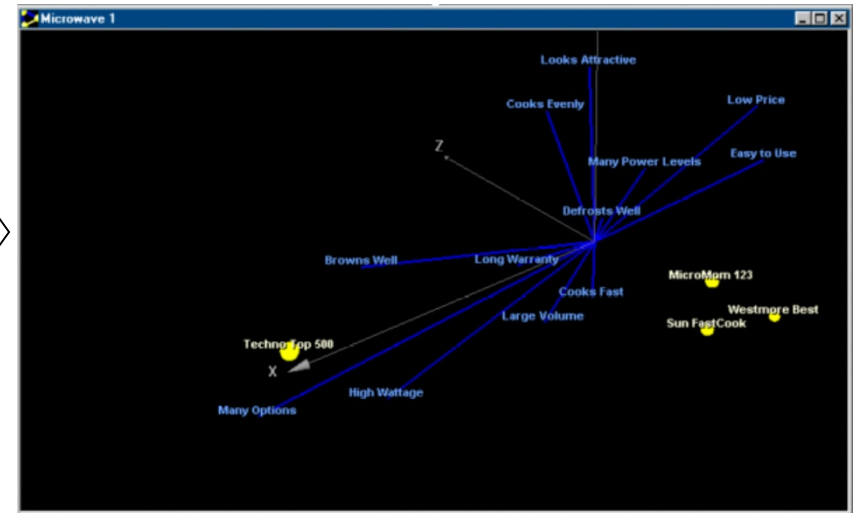 Microwave 1
Looks Attractive
Cooks Evenly
Low Price
Z
Many Power Levels
Easy to Use
Defrosts Well
Browns Well
Long Warranty
MicroMom 123
Cooks Fast
Westmore Best
Large Volume
Sun FastCook
Techno Top 500
X
High Wattage
Many Options